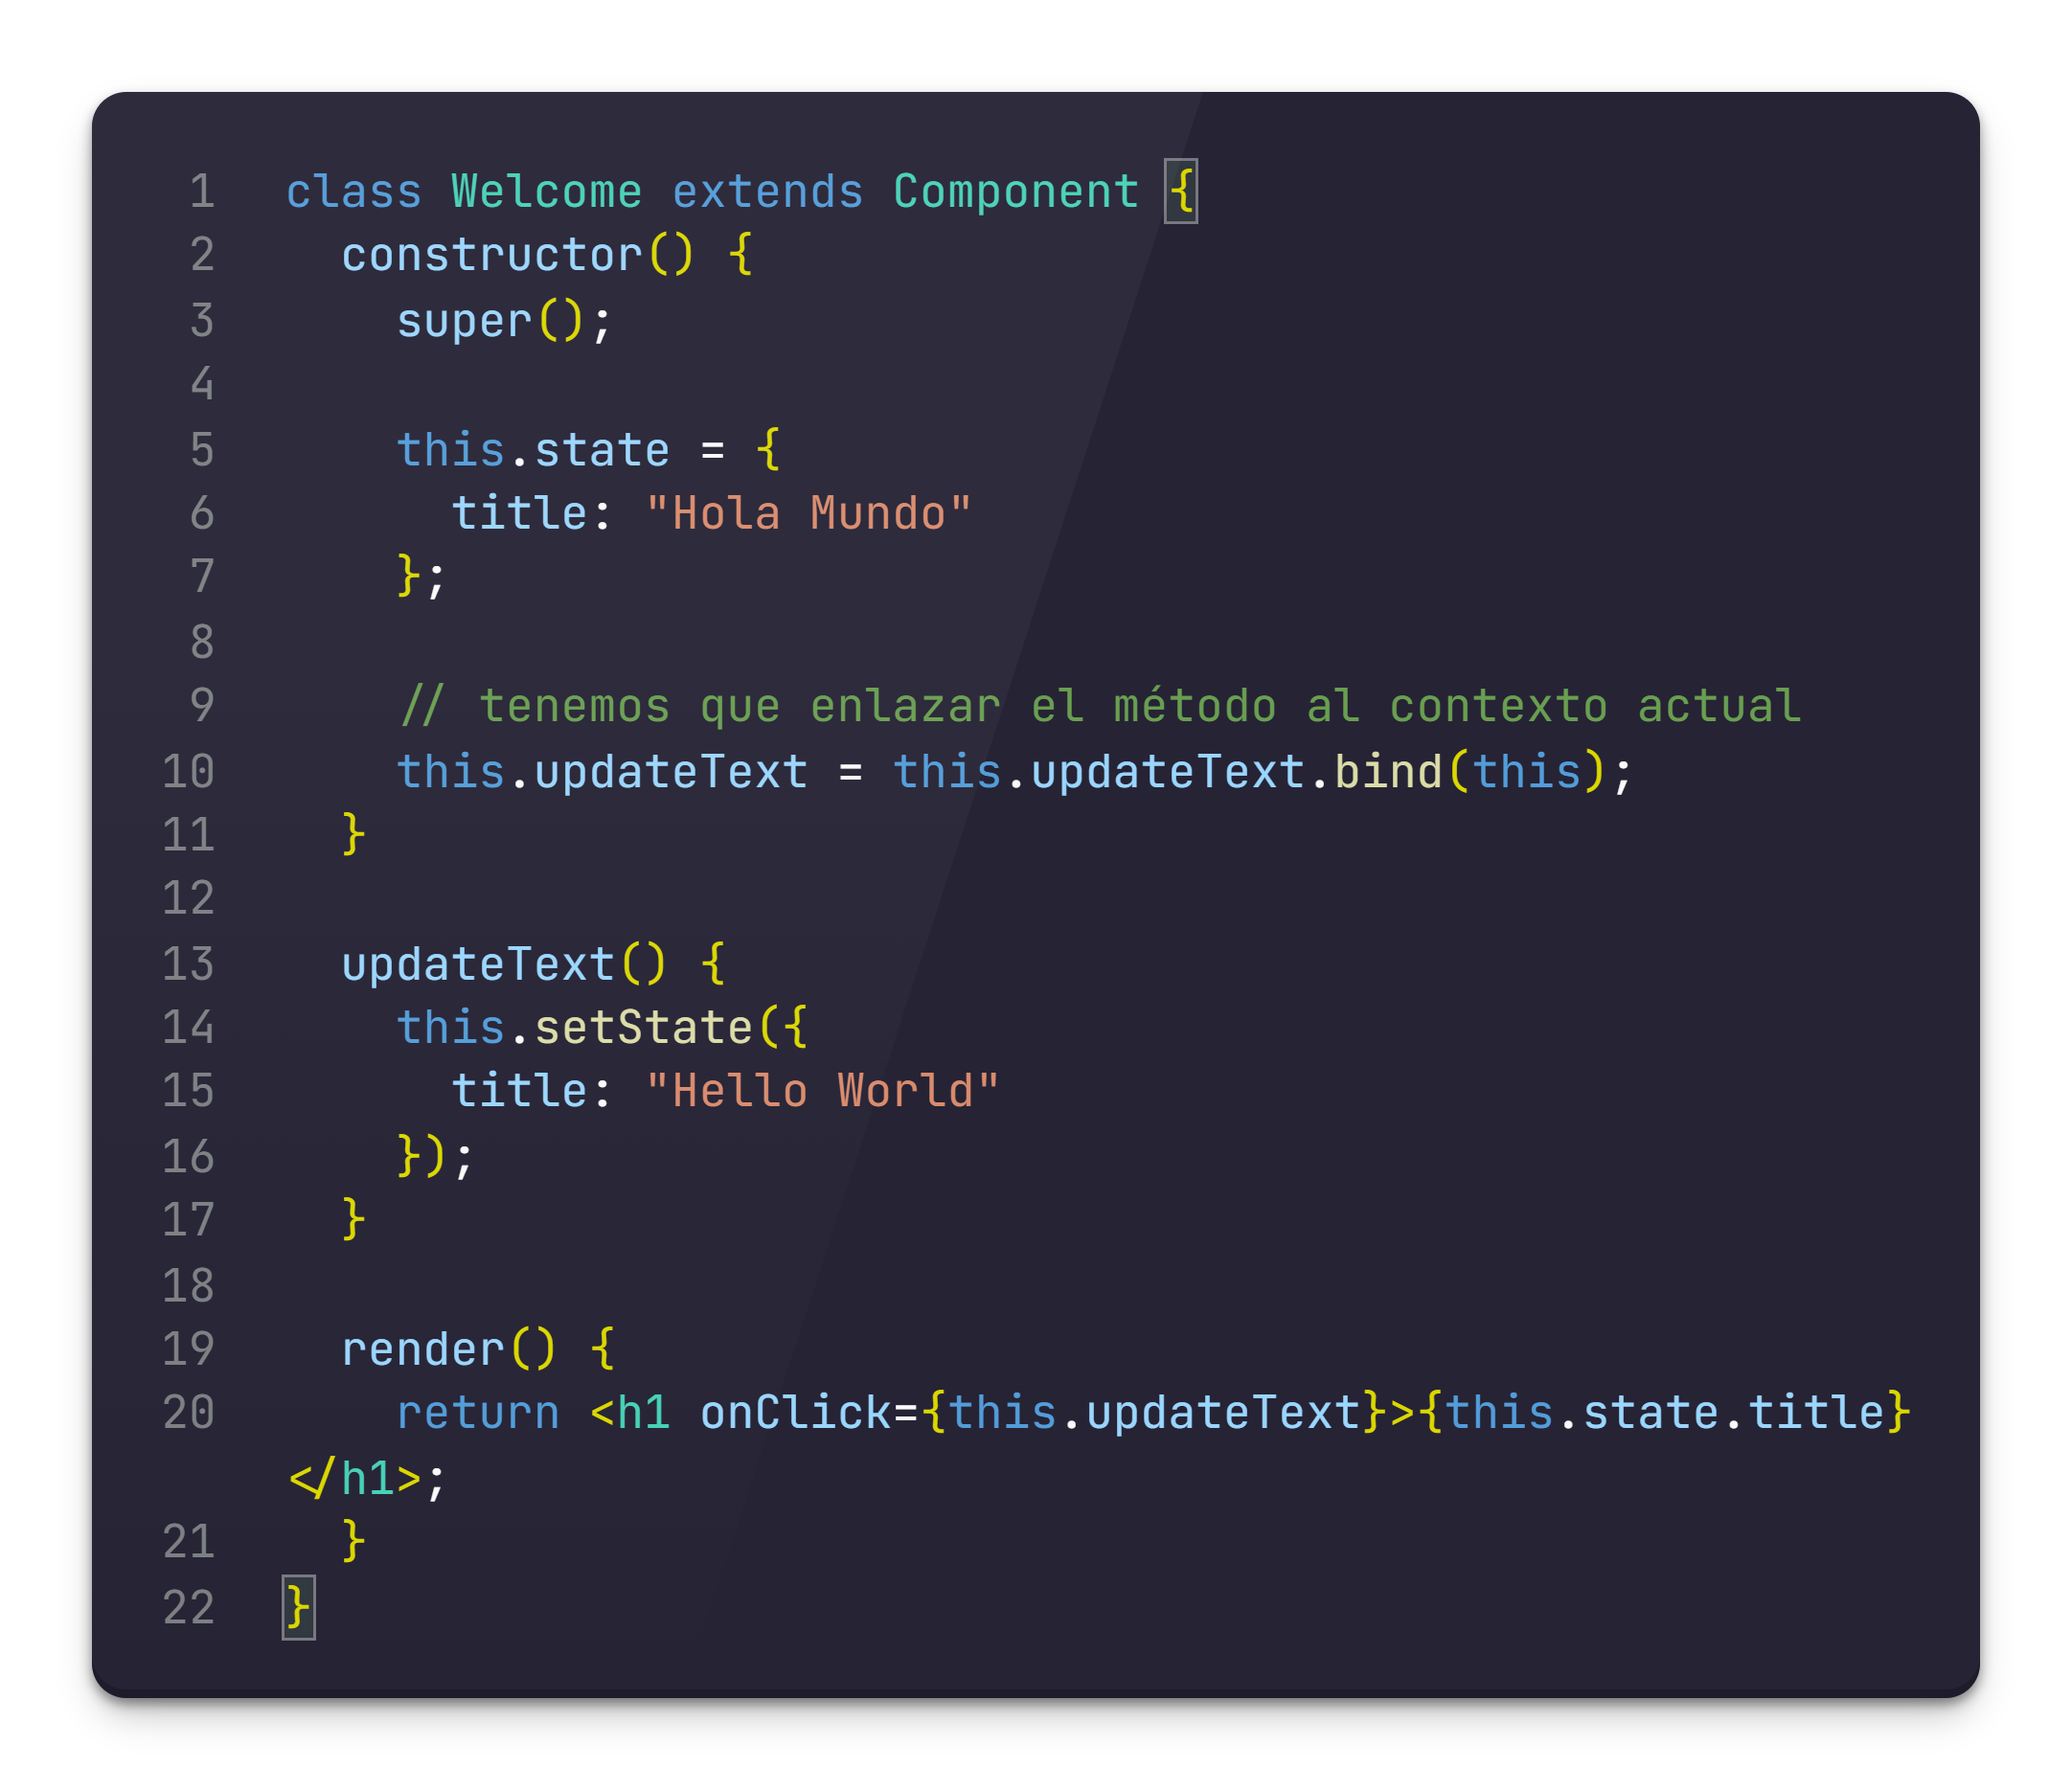 1 class Welcome extends Component {
2 constructor() {
3 super();
4
5 this.state = {
6 title: "Hola Mundo"
7 };
8
9 // tenemos que enlazar el método al contexto actual
10 this.updateText = this.updateText.bind(this);
11 }
12
13 updateText() {
14 this.setState({
15 title: "Hello World"
16 });
17 }
18
19 render() {
20 return <h1 onClick={this.updateText}>{this.state.title}
</h1>;
21 }
22 }